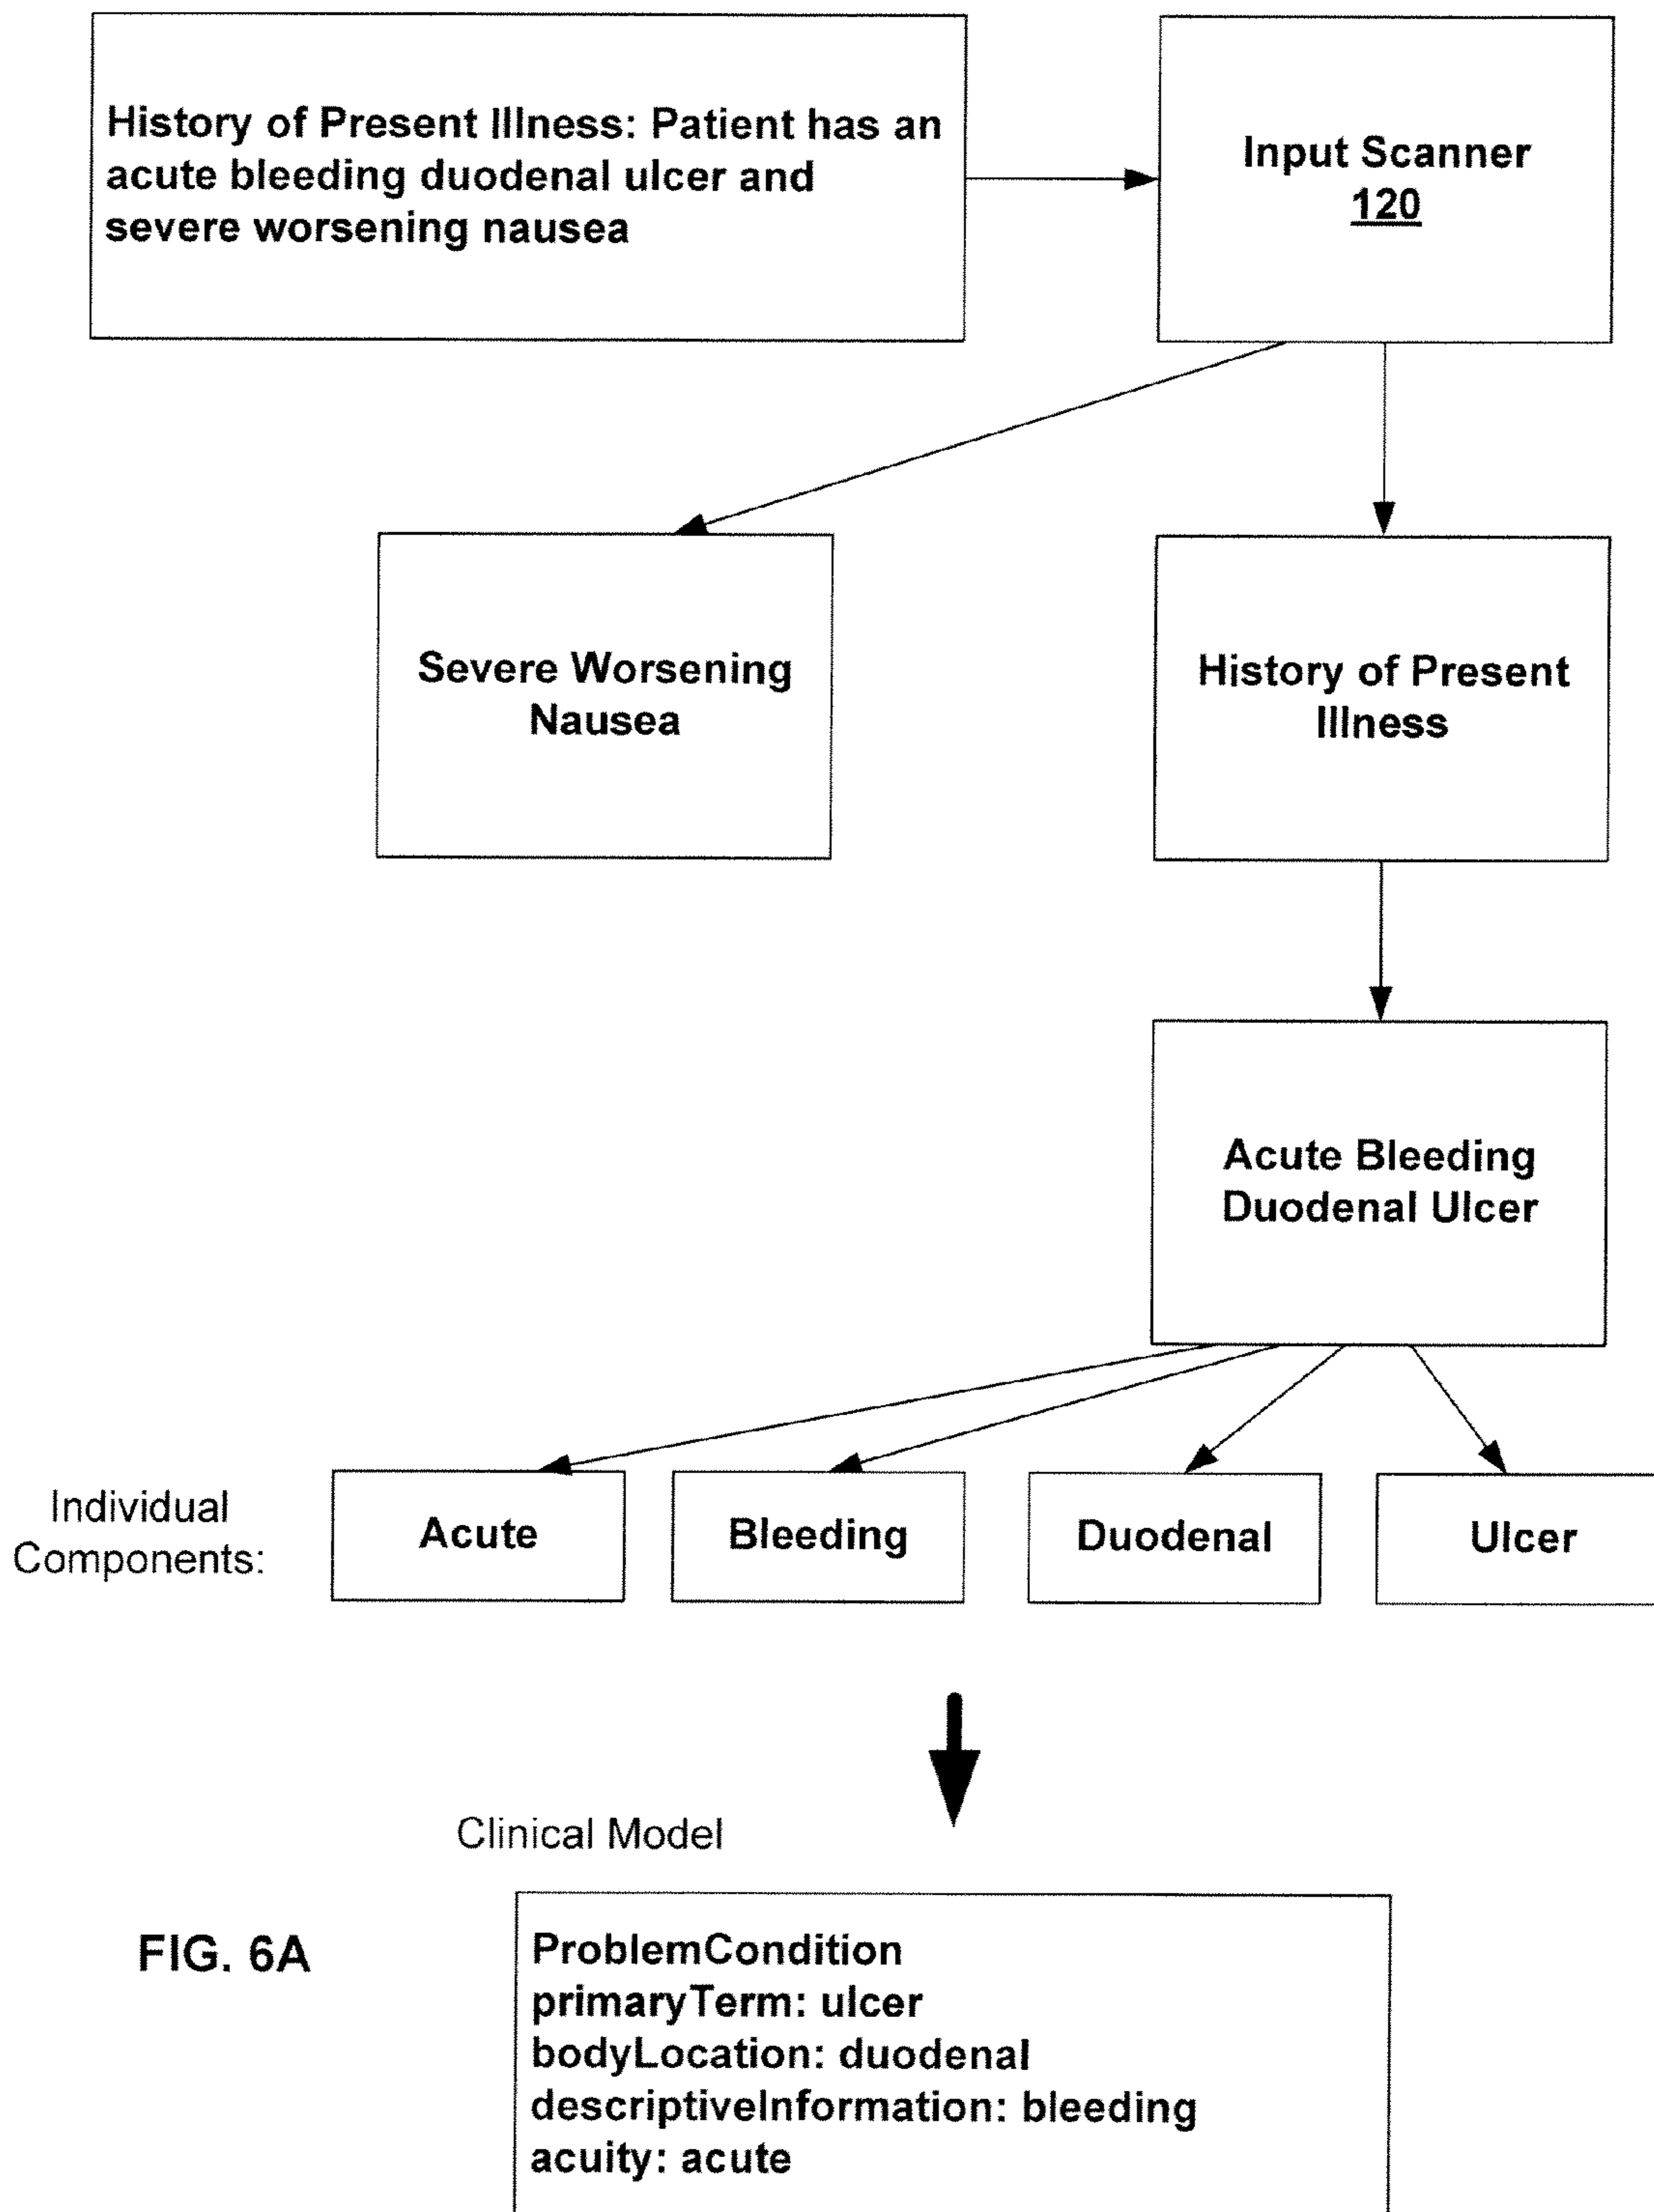 History of Present Illness: Patient has an
acute bleeding duodenal ulcer and
severe worsening nausea
Input Scanner
120
Severe Worsening
Nausea
History of Present
Illness
Acute Bleeding
Duodenal Ulcer
Individual
Components:
Acute
Bleeding
Duodenal
Ulcer
Clinical Model
FIG. 6A
ProblemCondition
primaryTerm: ulcer
bodyLocation: duodenal
descriptiveInformation: bleeding
acuity: acute